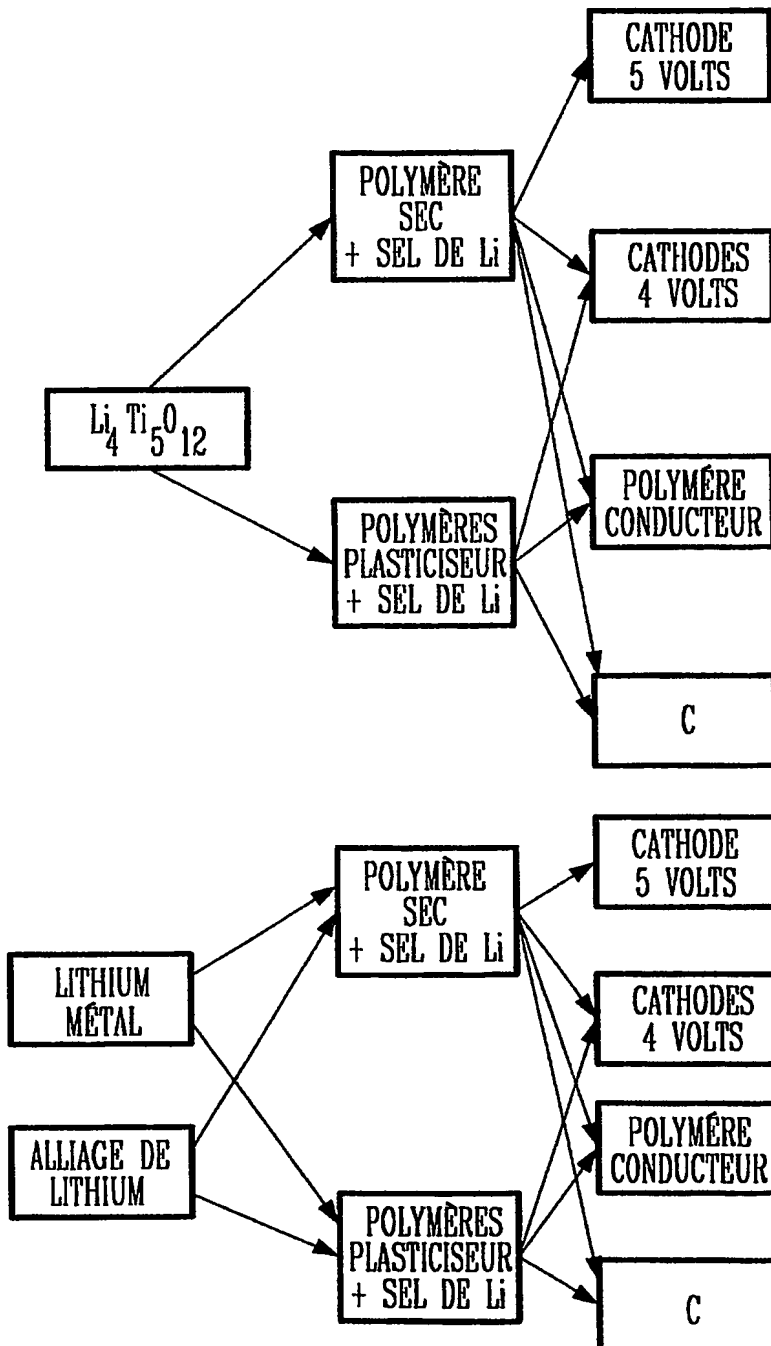 CATHODE
5 VOLTS
POLYMÈRE
SEC
+ SEL DE Li
CATHODES
4 VOLTS
Li4 Ti5O12
POLYMÉRE
CONDUCTEUR
POLYMÈRES
PLASTICISEUR
+ SEL DE Li
C
CATHODE
5 VOLTS
POLYMÈRE
SEC
+ SEL DE Li
LITHIUM
MÉTAL
CATHODES
4 VOLTS
ALLIAGE DE
LITHIUM
POLYMÉRE
CONDUCTEUR
POLYMÈRES
PLASTICISEUR
+ SEL DE Li
C